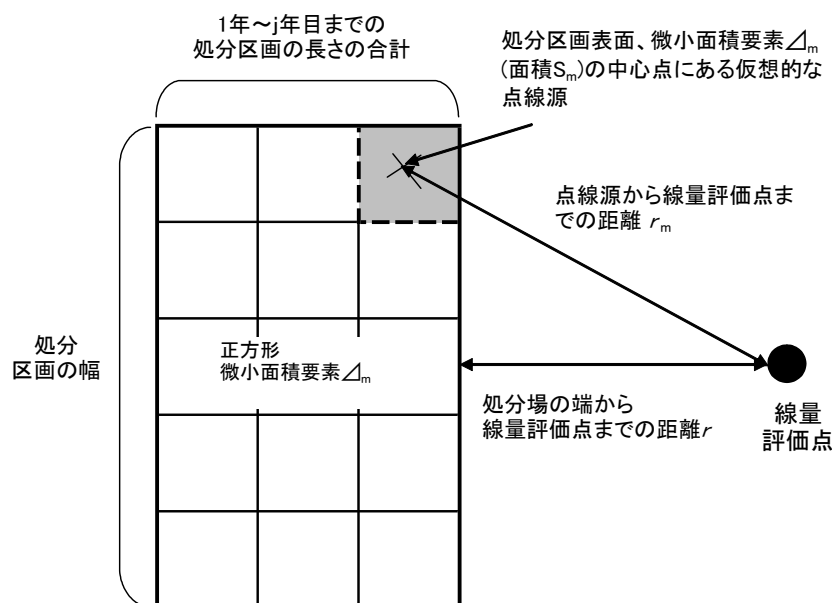 1年～j年目までの
処分区画の長さの合計
処分区画表面、微小面積要素⊿m
(面積Sm)の中心点にある仮想的な
点線源
点線源から線量評価点ま
での距離 rm
処分
区画の幅
正方形
微小面積要素⊿m
処分場の端から
線量評価点までの距離r
線量
評価点